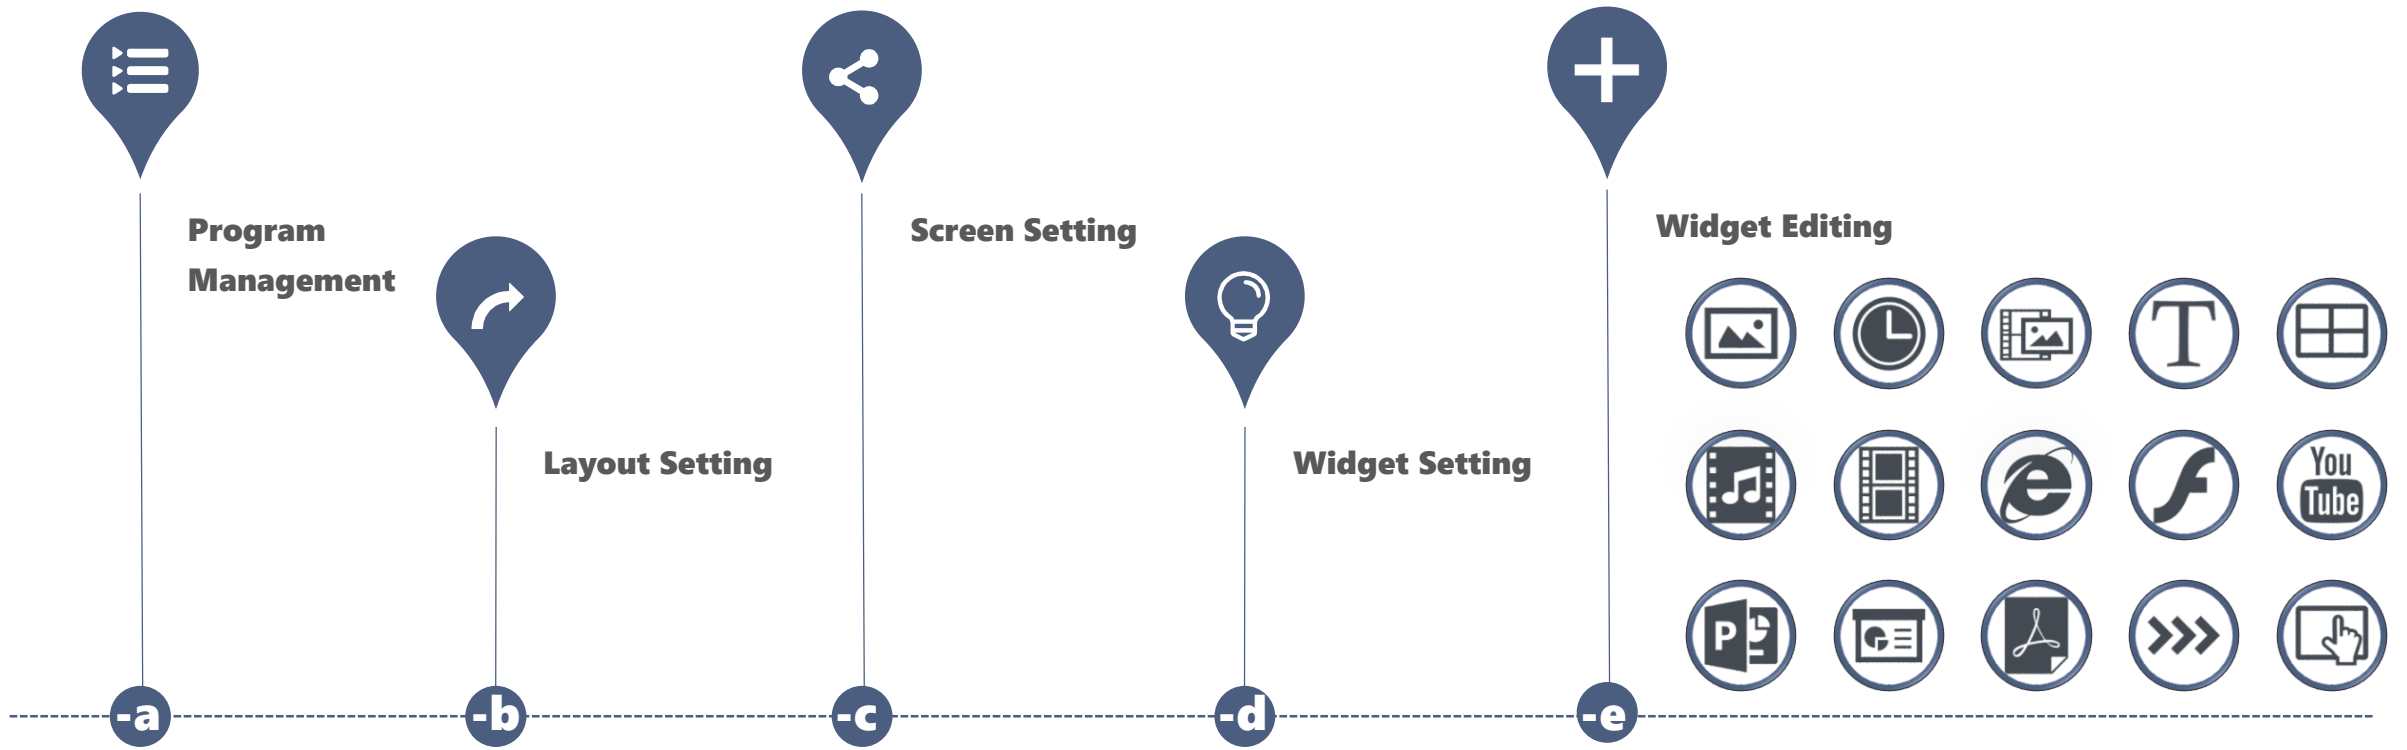 Program
Management
Layout Setting
Screen Setting
Widget Setting
Widget Editing
T
You
Tube
P
-a
-b
-c
-d
-e